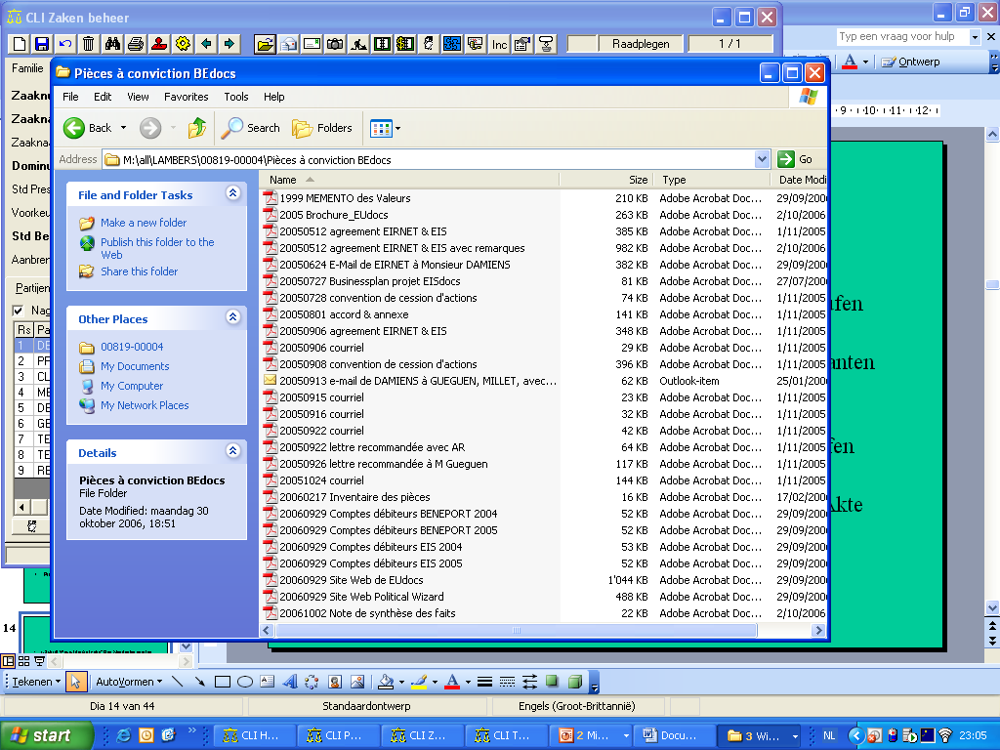 CLI Zaken beheer
Typ een vraag voor hulp
Inc
Raadplegen
1 / 1
Ontwerp
Familie
Zaaknu
Zaakna
Zaakna
Dominu
Std Pres
Voorkeu
Std Be
Aanbren
Partijen
Nag
Rs Pa
1 DE
2 PF
3 CL
4 ME
5 DE
6 GE
7 TE
8 TE
9 RE
9 10 11 12
Pièces à conviction BEdocs
File Edit View Favorites Tools Help
Back Search Folders
Address M:\all\LAMBERS\00819-00004\Pièces à conviction BEdocs Go
File and Folder Tasks
Make a new folder
Publish this folder to the
Web
Share this folder
Other Places
00819-00004
My Documents
My Computer
My Network Places
Details
Pièces à conviction BEdocs
File Folder
Date Modified: maandag 30
oktober 2006, 18:51
Name Size Type Date Modi
1999 MEMENTO des Valeurs 210 KB Adobe Acrobat Doc... 29/09/200
2005 Brochure_EUdocs 263 KB Adobe Acrobat Doc... 2/10/2006
20050512 agreement EIRNET & EIS 385 KB Adobe Acrobat Doc... 1/11/2005
20050512 agreement EIRNET & EIS avec remarques 982 KB Adobe Acrobat Doc... 2/10/2006
20050624 E-Mail de EIRNET à Monsieur DAMIENS 382 KB Adobe Acrobat Doc... 29/09/200
20050727 Businessplan projet EISdocs 81 KB Adobe Acrobat Doc... 27/07/200
20050728 convention de cession d'actions 74 KB Adobe Acrobat Doc... 1/11/2005
20050801 accord & annexe 141 KB Adobe Acrobat Doc... 1/11/2005
20050906 agreement EIRNET & EIS 348 KB Adobe Acrobat Doc... 1/11/2005
20050906 courriel 29 KB Adobe Acrobat Doc... 1/11/2005
20050908 convention de cession d'actions 396 KB Adobe Acrobat Doc... 1/11/2005
20050913 e-mail de DAMIENS à GUEGUEN, MILLET, avec... 62 KB Outlook-item 25/01/200
20050915 courriel 23 KB Adobe Acrobat Doc... 1/11/2005
20050916 courriel 32 KB Adobe Acrobat Doc... 1/11/2005
20050922 courriel 42 KB Adobe Acrobat Doc... 1/11/2005
20050922 lettre recommandée avec AR 64 KB Adobe Acrobat Doc... 1/11/2005
20050926 lettre recommandée à M Gueguen 117 KB Adobe Acrobat Doc... 1/11/2005
20051024 courriel 144 KB Adobe Acrobat Doc... 1/11/2005
20060217 Inventaire des pièces 16 KB Adobe Acrobat Doc... 17/02/200
20060929 Comptes débiteurs BENEPORT 2004 52 KB Adobe Acrobat Doc... 29/09/200
20060929 Comptes débiteurs BENEPORT 2005 52 KB Adobe Acrobat Doc... 29/09/200
20060929 Comptes débiteurs EIS 2004 53 KB Adobe Acrobat Doc... 29/09/200
20060929 Comptes débiteurs EIS 2005 52 KB Adobe Acrobat Doc... 29/09/200
20060929 Site Web de EUdocs 1'044 KB Adobe Acrobat Doc... 29/09/200
20060929 Site Web Political Wizard 488 KB Adobe Acrobat Doc... 29/09/200
20061002 Note de synthèse des faits 22 KB Adobe Acrobat Doc... 2/10/2006
afen
anten
fen
Akte
14
Tekenen AutoVormen
Dia 14 van 44 Standaardontwerp Engels (Groot-Brittannië)
start CLI H... CLI P... CLI Z... CLI T... 2 Mi... Docu... 3 Wi... NL 23:05